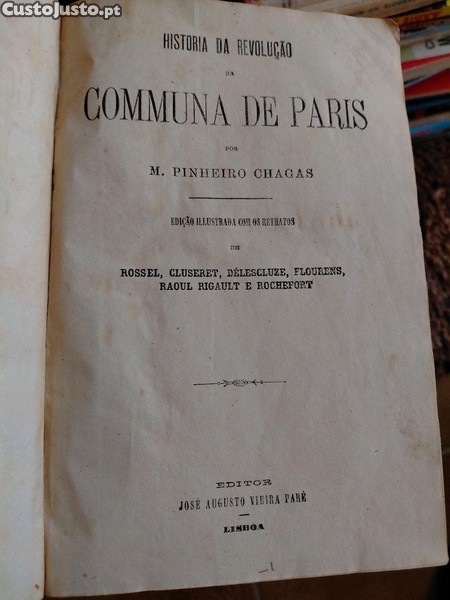 CustoJusto.pt
HISTORIA DA REVOLUÇÃO
DA
COMMUNA DE PARIS
POR
M. PINHEIRO CHAGAS
EDIÇÃO ILLUSTRADA COM OS RETRATOS
DE
ROSSEL, CLUSERET, DÉLESCLUZE, FLOURENS,
RAOUL RIGAULT E ROCHEFORT
EDITOR
JOSÉ AUGUSTO VIEIRA PARÉ
LISBOA